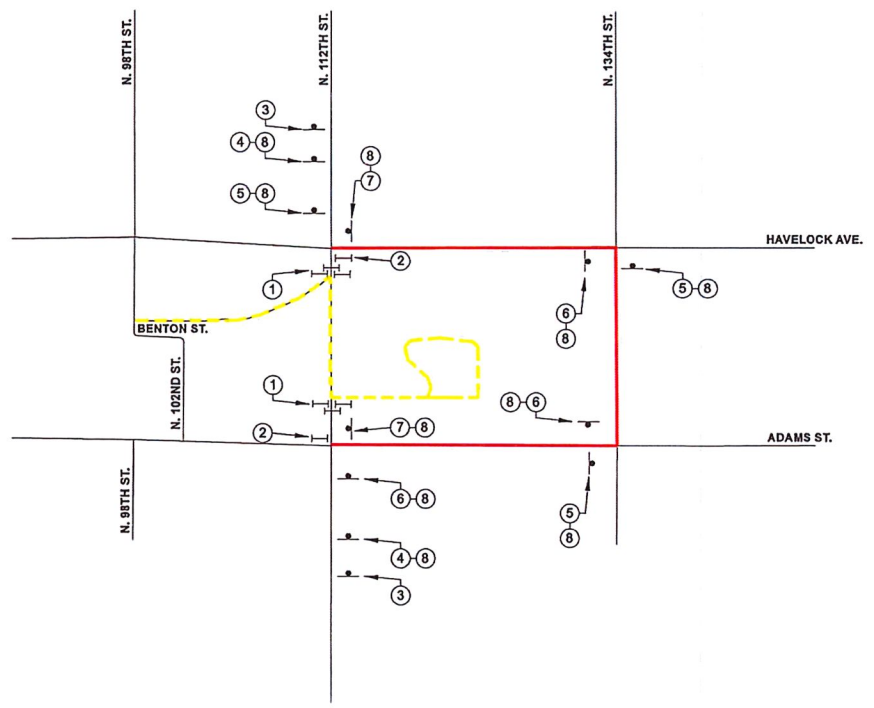 N. 98TH ST.
N. 112TH ST.
N. 134TH ST.
3
4 8
8
7
5 8
HAVELOCK AVE.
2
1
5 8
6
8
BENTON ST.
N. 102ND ST.
1
8 6
2
7 8
ADAMS ST.
N. 98TH ST.
6 8
5
8
4 8
3